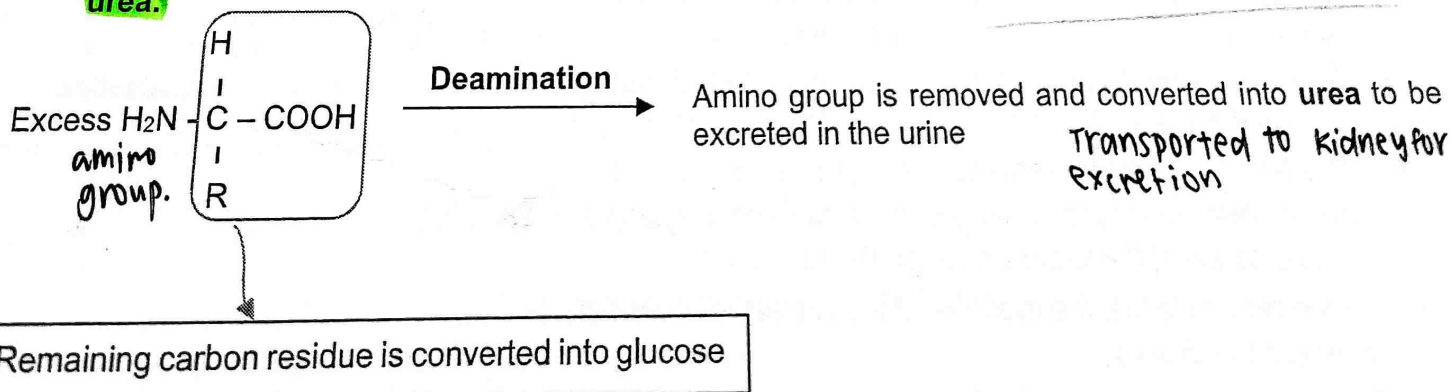 urea.
H
Excess H₂N - C – COOH
Deamination
amino
group.
R
Amino group is removed and converted into urea to be
excreted in the urine
Transported to kidney for
excretion
Remaining carbon residue is converted into glucose